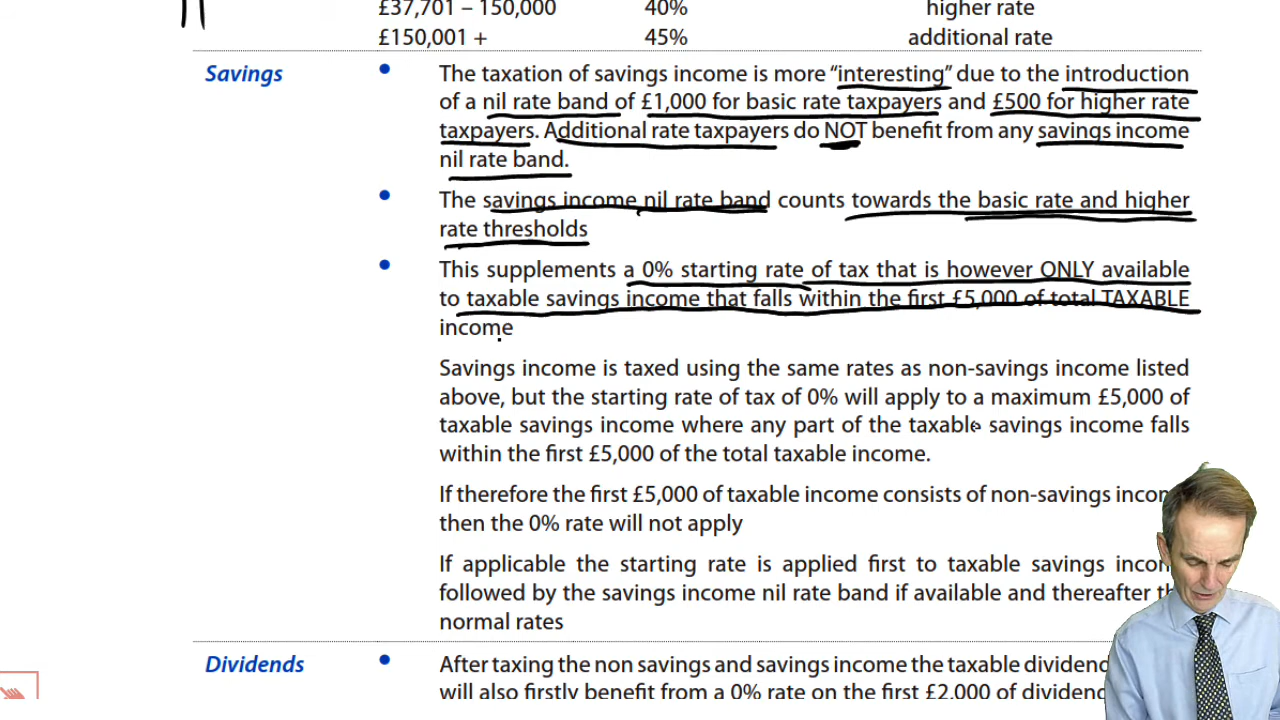 £37,701 – 150,000 40% higher rate
£150,001 + 45% additional rate
Savings • The taxation of savings income is more “interesting” due to the introduction
of a nil rate band of £1,000 for basic rate taxpayers and £500 for higher rate
taxpayers. Additional rate taxpayers do NOT benefit from any savings income
nil rate band.
• The savings income nil rate band counts towards the basic rate and higher
rate thresholds
• This supplements a 0% starting rate of tax that is however ONLY available
to taxable savings income that falls within the first £5,000 of total TAXABLE
income
Savings income is taxed using the same rates as non-savings income listed
above, but the starting rate of tax of 0% will apply to a maximum £5,000 of
taxable savings income where any part of the taxable savings income falls
within the first £5,000 of the total taxable income.
If therefore the first £5,000 of taxable income consists of non-savings
then the 0% rate will not apply
If applicable the starting rate is applied first to taxable savings
followed by the savings income nil rate band if available and thereafter
normal rates
Dividends • After taxing the non savings and savings income the taxable
will also firstly benefit from a 0% rate on the first £2,000 of